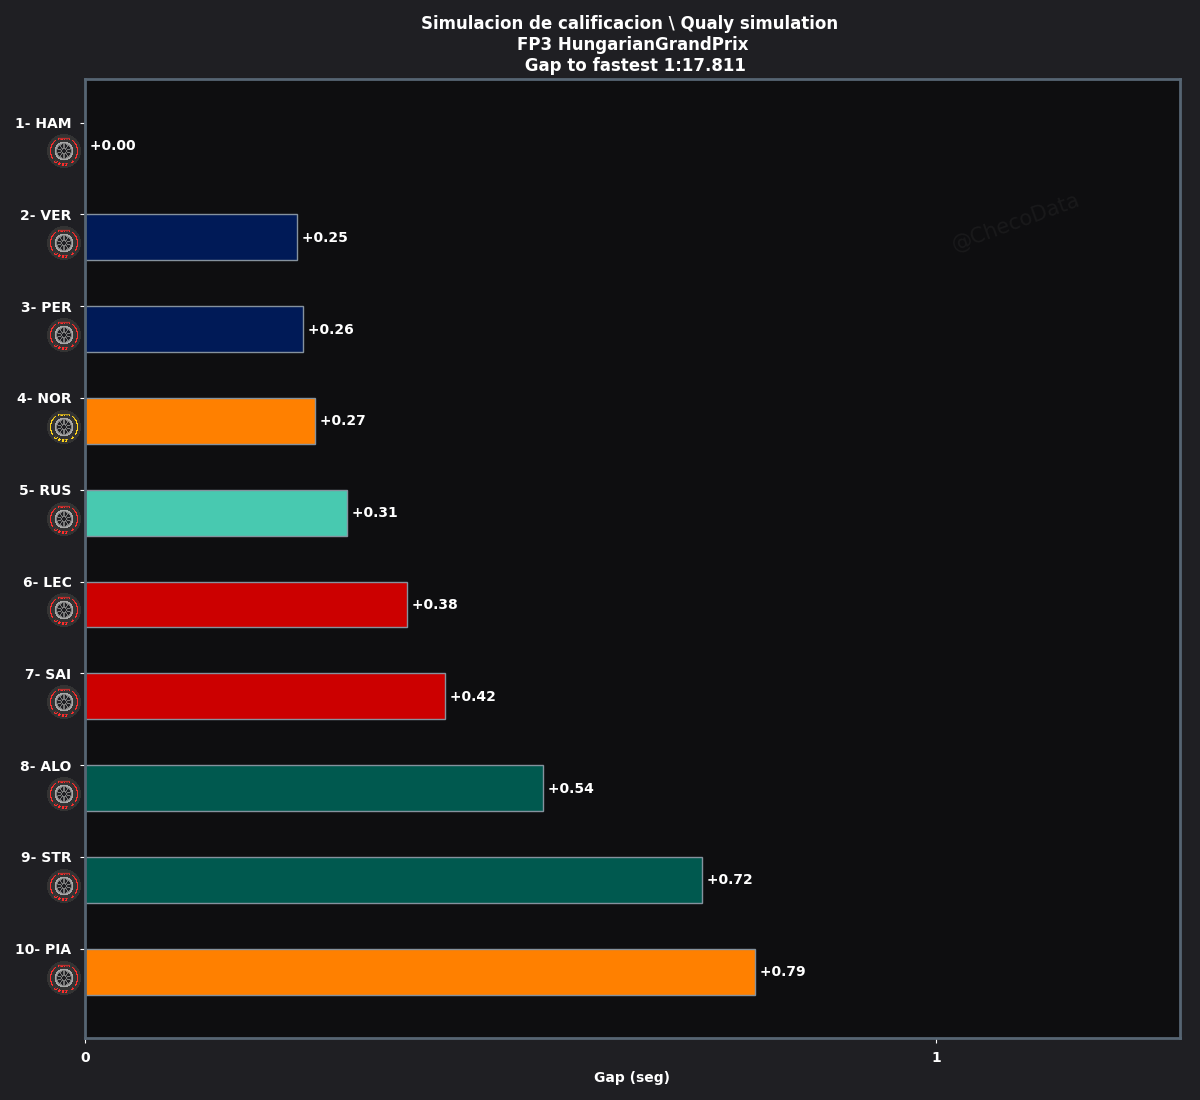 Simulacion de calificacion \ Qualy simulation
FP3 HungarianGrandPrix
Gap to fastest 1:17.811
1- HAM
+0.00
2- VER
+0.25
@ChecoData
3- PER
+0.26
4- NOR
+0.27
5- RUS
+0.31
6- LEC
+0.38
7- SAI
+0.42
8- ALO
+0.54
9- STR
+0.72
10- PIA
+0.79
0
1
Gap (seg)